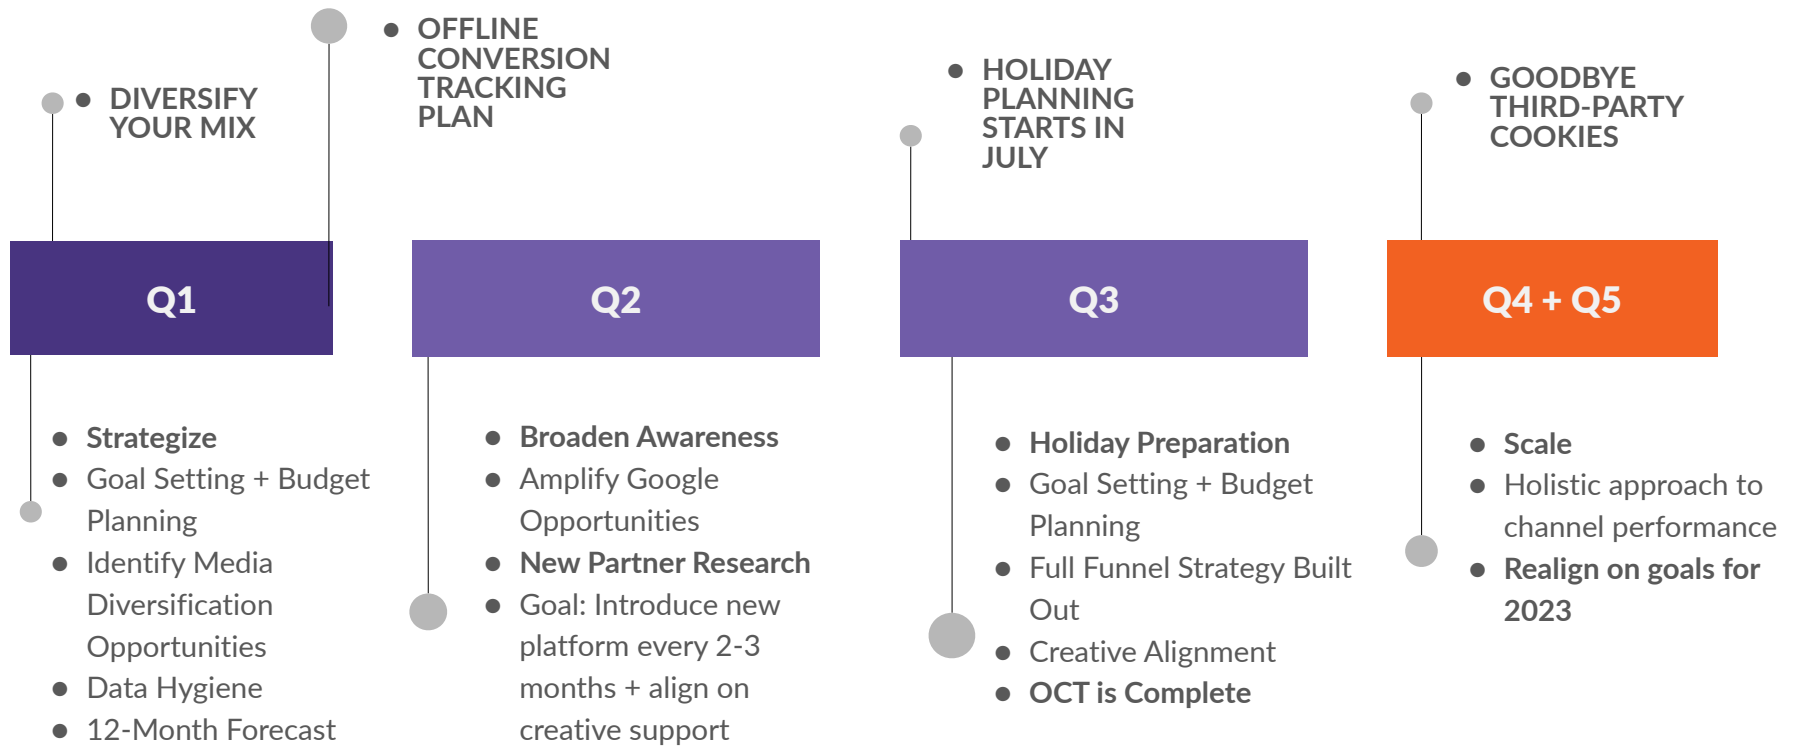 ● DIVERSIFY
YOUR MIX
● OFFLINE
CONVERSION
TRACKING
PLAN
● HOLIDAY
PLANNING
STARTS IN
JULY
● GOODBYE
THIRD-PARTY
COOKIES
Q1
Q2
Q3
Q4 + Q5
● Strategize
● Goal Setting + Budget
Planning
● Identify Media
Diversification
Opportunities
● Data Hygiene
● 12-Month Forecast
● Broaden Awareness
● Amplify Google
Opportunities
● New Partner Research
● Goal: Introduce new
platform every 2-3
months + align on
creative support
● Holiday Preparation
● Goal Setting + Budget
Planning
● Full Funnel Strategy Built
Out
● Creative Alignment
● OCT is Complete
● Scale
● Holistic approach to
channel performance
● Realign on goals for
2023